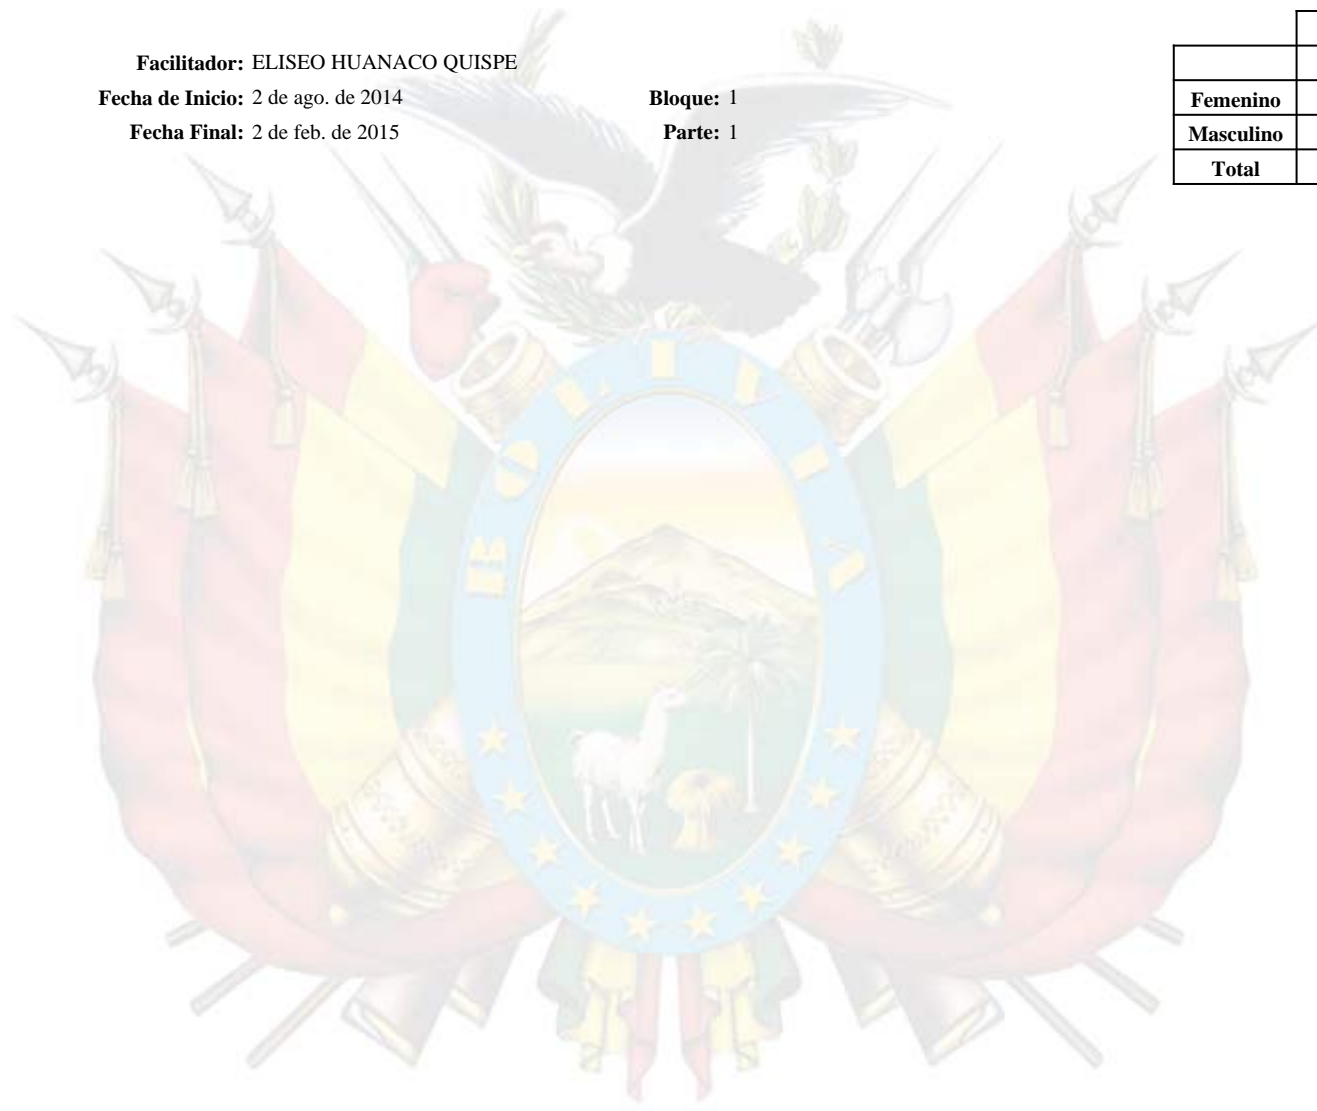 Facilitador: ELISEO HUANACO QUISPE
Fecha de Inicio: 2 de ago. de 2014 Bloque: 1
Fecha Final: 2 de feb. de 2015 Parte: 1
Femenino
Masculino
Total
BOLIVIA